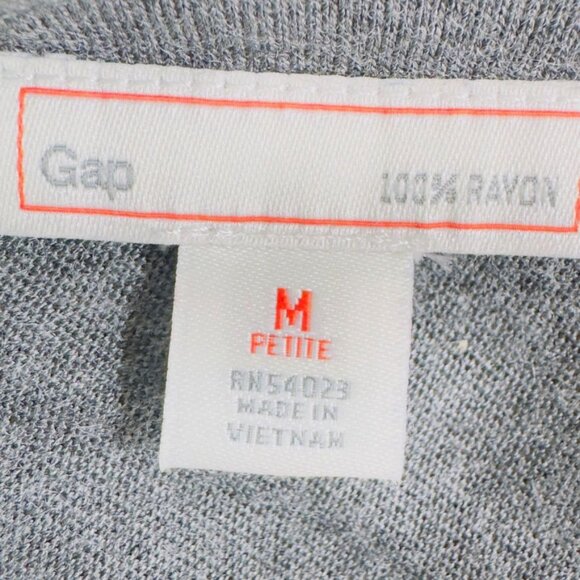 Gap 100% RAYON
M
PETITE
RN54023
MADE IN
VIETNAM